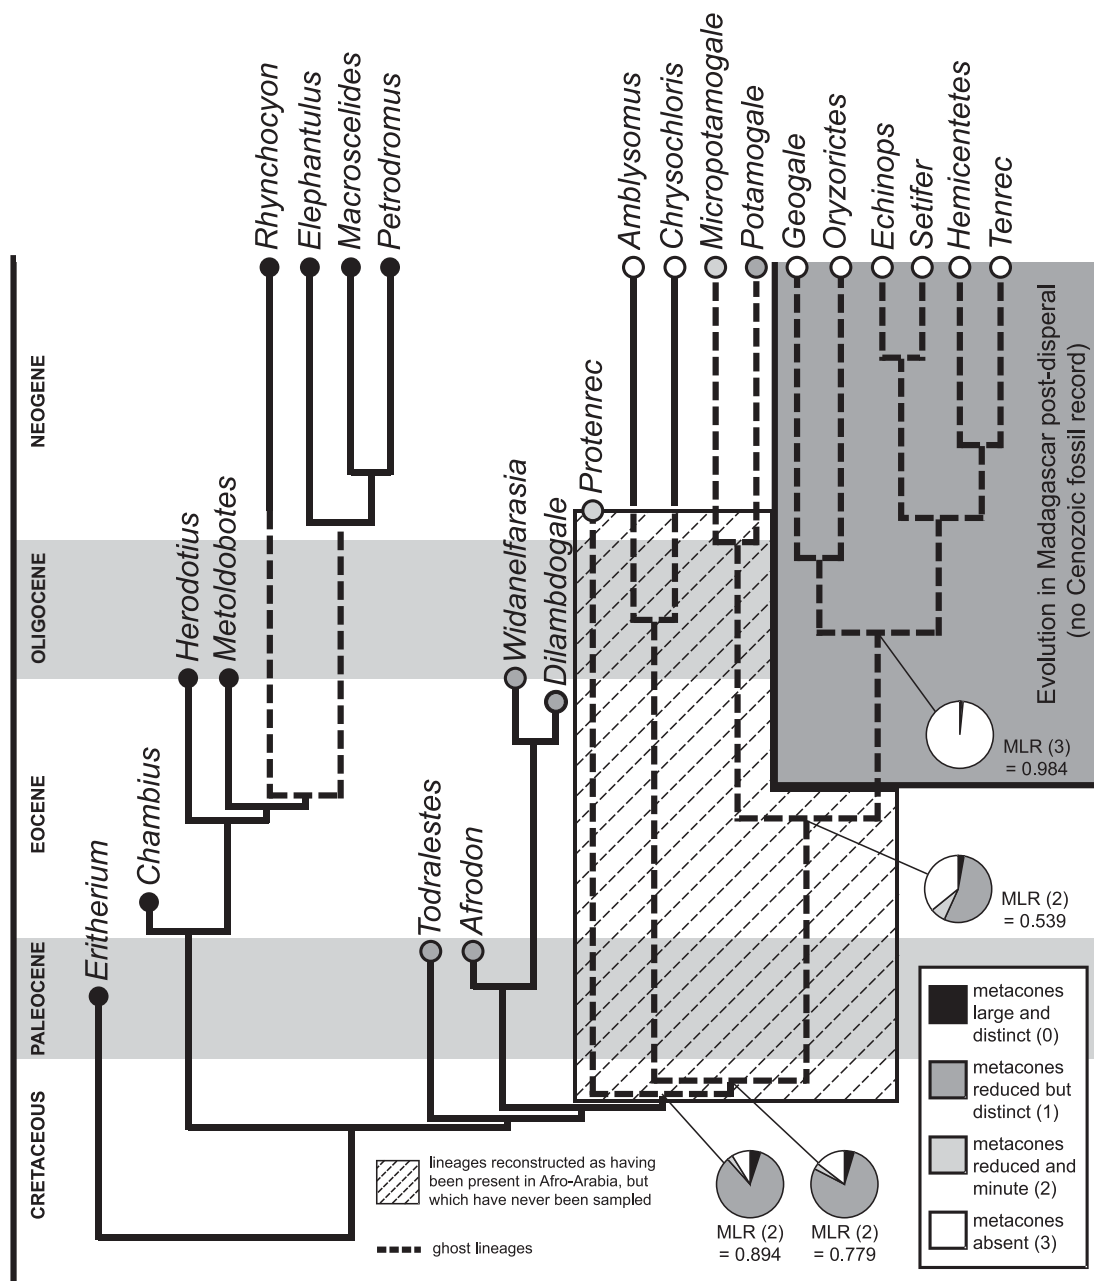 Rhynchocyon
Elephantulus
Macroscelides
Petrodromus
Amblysomus
Chrysochloris
Micropotamogale
Potamogale
Geogale
Oryzorictes
Echinops
Setifer
Hemicentetes
Tenrec
NEOGENE
OLIGOCENE
EOCENE
PALEOCENE
CRETACEOUS
Protenrec
Herodotius
Metoldobotes
Widanelfarasia
Dilambdogale
Chambius
Eritherium
Todralestes
Afrodon
Evolution in Madagascar post-disperal
(no Cenozoic fossil record)
MLR (3)
= 0.984
MLR (2)
= 0.539
MLR (2)
= 0.894
MLR (2)
= 0.779
lineages reconstructed as having
been present in Afro-Arabia, but
which have never been sampled
ghost lineages
metacones
large and
distinct (0)
metacones
reduced but
distinct (1)
metacones
reduced and
minute (2)
metacones
absent (3)